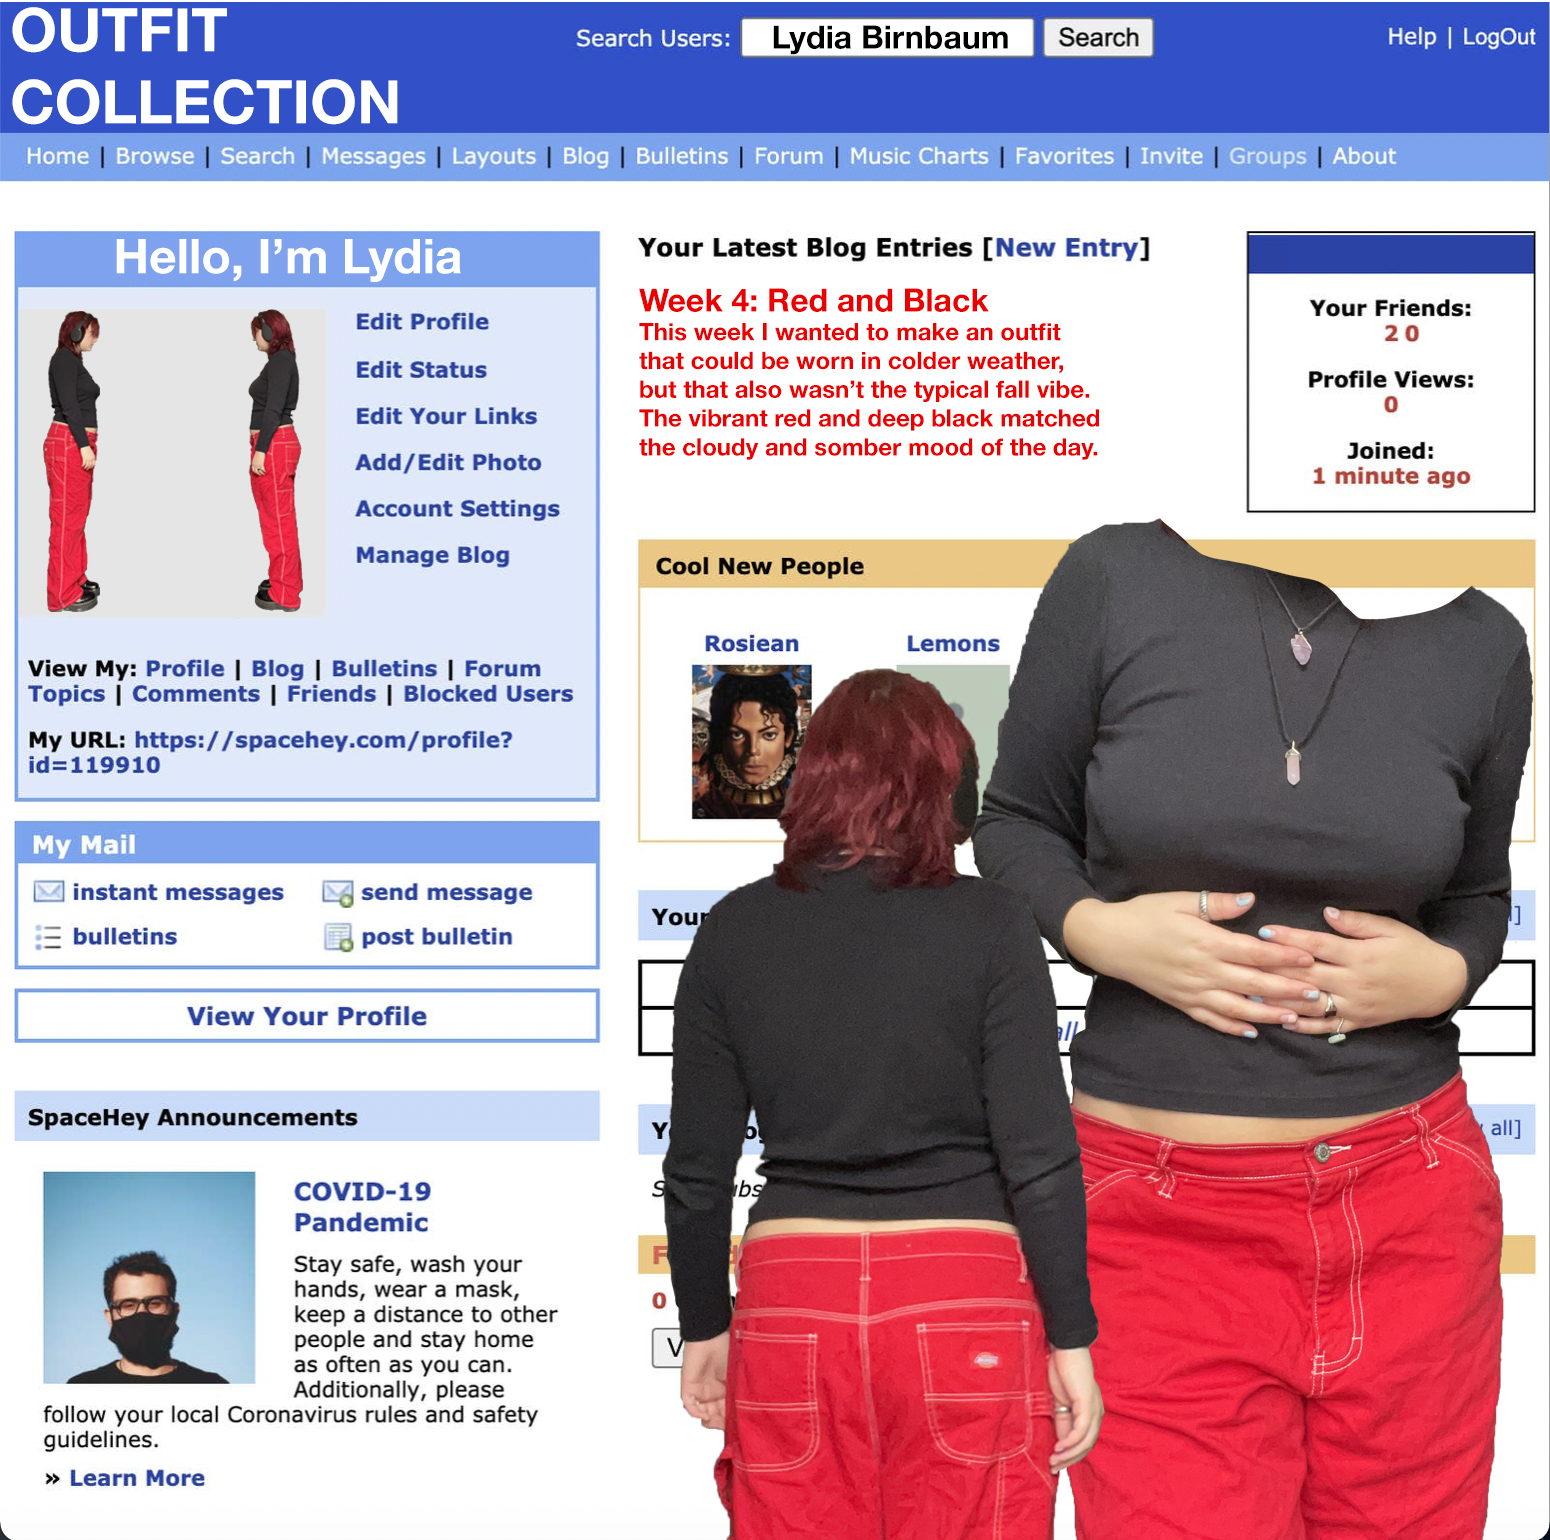 OUTFIT
COLLECTION
Search Users: Lydia Birnbaum Search
Help | LogOut
Home | Browse | Search | Messages | Layouts | Blog | Bulletins | Forum | Music Charts | Favorites | Invite | Groups | About
Hello, I’m Lydia
Edit Profile
Edit Status
Edit Your Links
Add/Edit Photo
Account Settings
Manage Blog
View My: Profile | Blog | Bulletins | Forum
Topics | Comments | Friends | Blocked Users
My URL: https://spacehey.com/profile?
id=119910
My Mail
instant messages
send message
bulletins
post bulletin
View Your Profile
SpaceHey Announcements
COVID-19
Pandemic
Stay safe, wash your
hands, wear a mask,
keep a distance to other
people and stay home
as often as you can.
Additionally, please
follow your local Coronavirus rules and safety
guidelines.
» Learn More
Your Latest Blog Entries [New Entry]
Week 4: Red and Black
This week I wanted to make an outfit
that could be worn in colder weather,
but that also wasn’t the typical fall vibe.
The vibrant red and deep black matched
the cloudy and somber mood of the day.
Your Friends:
2 0
Profile Views:
0
Joined:
1 minute ago
Cool New People
Rosiean
Lemons
Your
all]
0